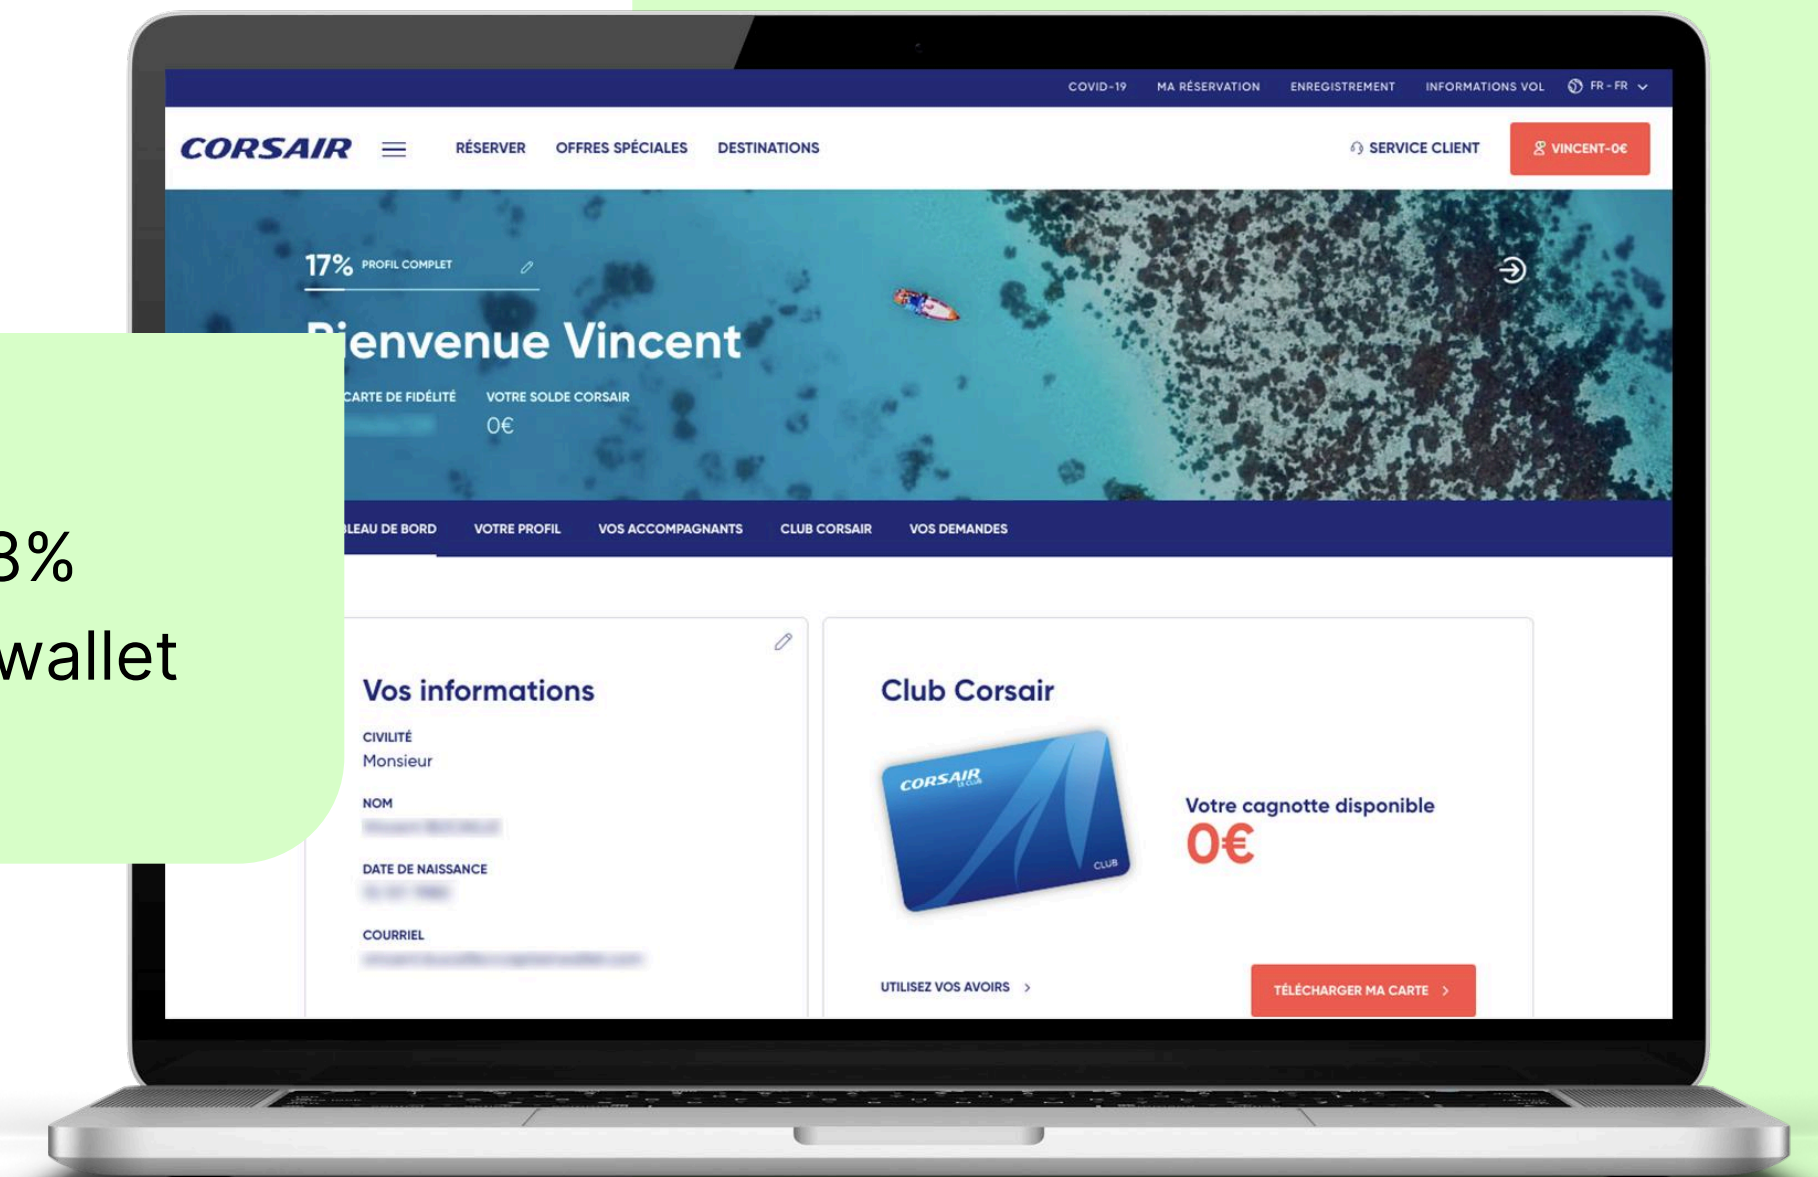 COVID-19 MA RÉSERVATION ENREGISTREMENT INFORMATIONS VOL FR - FR
CORSAIR RÉSERVER OFFRES SPÉCIALES DESTINATIONS SERVICE CLIENT VINCENT-0€
17% PROFIL COMPLET
Bienvenue Vincent
CARTE DE FIDÉLITÉ VOTRE SOLDE CORSAIR
0€
LEAU DE BORD VOTRE PROFIL VOS ACCOMPAGNANTS CLUB CORSAIR VOS DEMANDES
3%
wallet
Vos informations
CIVILITÉ
Monsieur
NOM
DATE DE NAISSANCE
COURRIEL
Club Corsair
CORSAIR
LE CLUB
CLUB
Votre cagnotte disponible
0€
UTILISEZ VOS AVOIRS
TÉLÉCHARGER MA CARTE